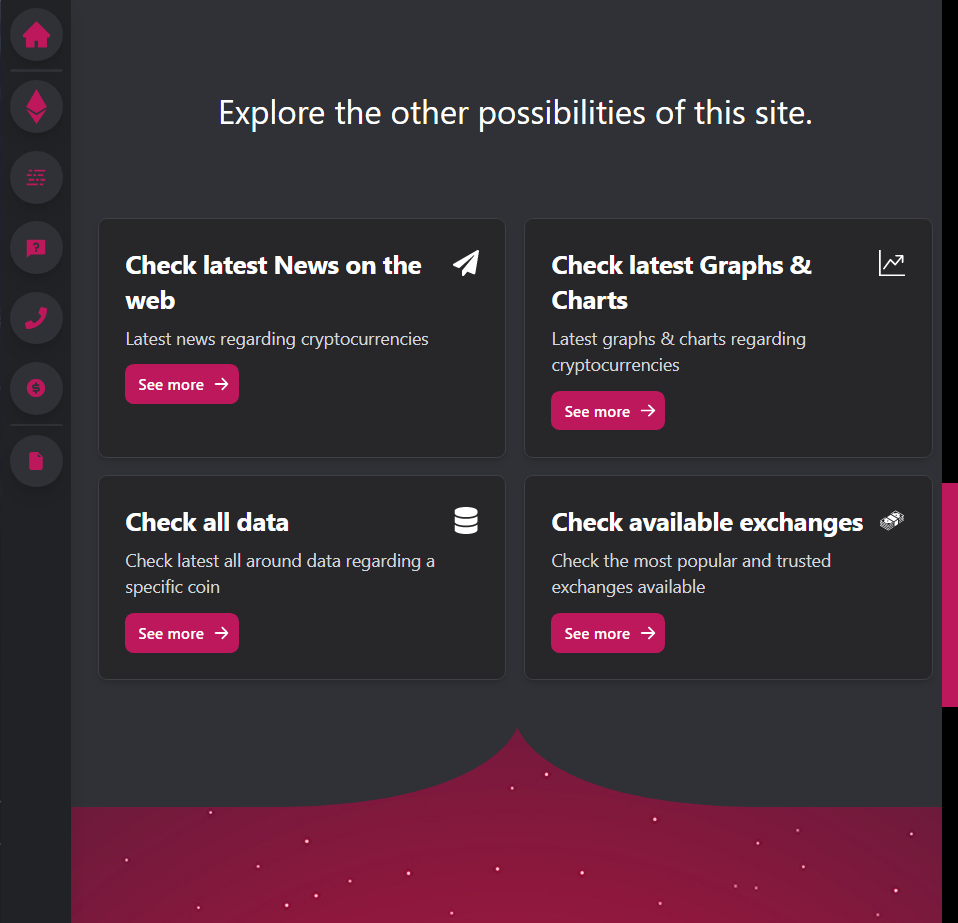 Explore the other possibilities of this site.
Check latest News on the
web
Latest news regarding cryptocurrencies
See more
Check latest Graphs &
Charts
Latest graphs & charts regarding
cryptocurrencies
See more
Check all data
Check latest all around data regarding a
specific coin
See more
Check available exchanges
Check the most popular and trusted
exchanges available
See more